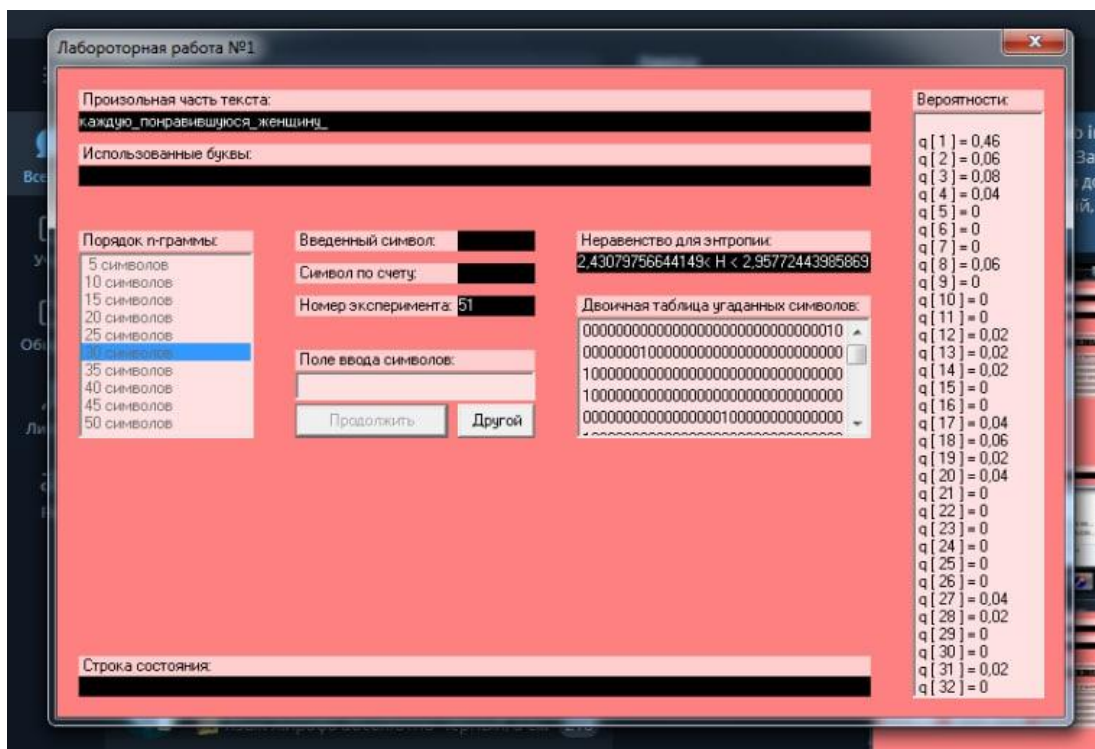 Лабороторная работа №1
Произольная часть текста:
каждую_понравившуюся_женщину_
Использованные буквы:
Порядок n-граммы:
5 символов
10 символов
15 символов
20 символов
25 символов
30 символов
35 символов
40 символов
45 символов
50 символов
Введенный символ:
Символ по счету:
Номер эксперимента: 51
Поле ввода символов:
Продолжить
Другой
Неравенство для энтропии:
2,43079756644149< H < 2,95772443985869
Двоичная таблица угаданных символов:
00000000000000000000000000000010
00000001000000000000000000000000
10000000000000000000000000000000
10000000000000000000000000000000
00000000000000000100000000000000
Строка состояния:
Вероятности:
q [ 1 ] = 0,46
q [ 2 ] = 0,06
q [ 3 ] = 0,08
q [ 4 ] = 0,04
q [ 5 ] = 0
q [ 6 ] = 0
q [ 7 ] = 0
q [ 8 ] = 0,06
q [ 9 ] = 0
q [ 10 ] = 0
q [ 11 ] = 0
q [ 12 ] = 0,02
q [ 13 ] = 0,02
q [ 14 ] = 0,02
q [ 15 ] = 0
q [ 16 ] = 0
q [ 17 ] = 0,04
q [ 18 ] = 0,06
q [ 19 ] = 0,02
q [ 20 ] = 0,04
q [ 21 ] = 0
q [ 22 ] = 0
q [ 23 ] = 0
q [ 24 ] = 0
q [ 25 ] = 0
q [ 26 ] = 0
q [ 27 ] = 0,04
q [ 28 ] = 0,02
q [ 29 ] = 0
q [ 30 ] = 0
q [ 31 ] = 0,02
q [ 32 ] = 0